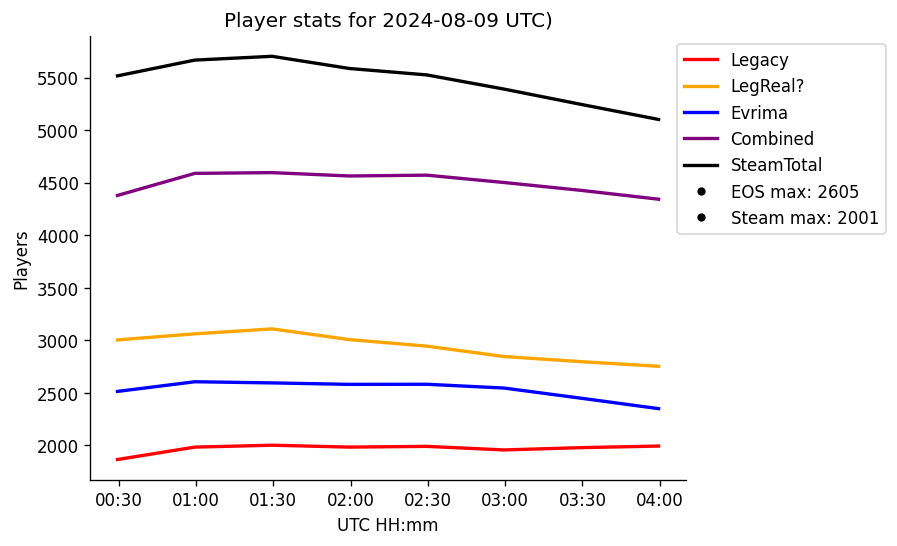 Player stats for 2024-08-09 UTC)
Legacy
LegReal?
Evrima
Combined
SteamTotal
EOS max: 2605
Steam max: 2001
Players
5500
5000
4500
4000
3500
3000
2500
2000
00:30 01:00 01:30 02:00 02:30 03:00 03:30 04:00
UTC HH:mm